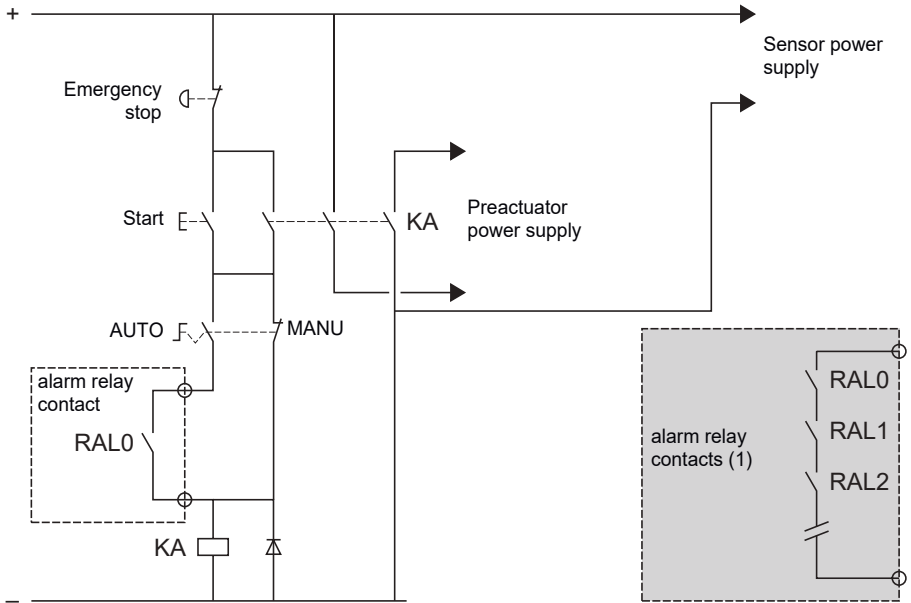 +
Sensor power
supply
Emergency
stop
Start
KA
Preactuator
power supply
AUTO
MANU
alarm relay
contact
RAL0
RAL0
RAL1
alarm relay
contacts (1)
RAL2
KA
–